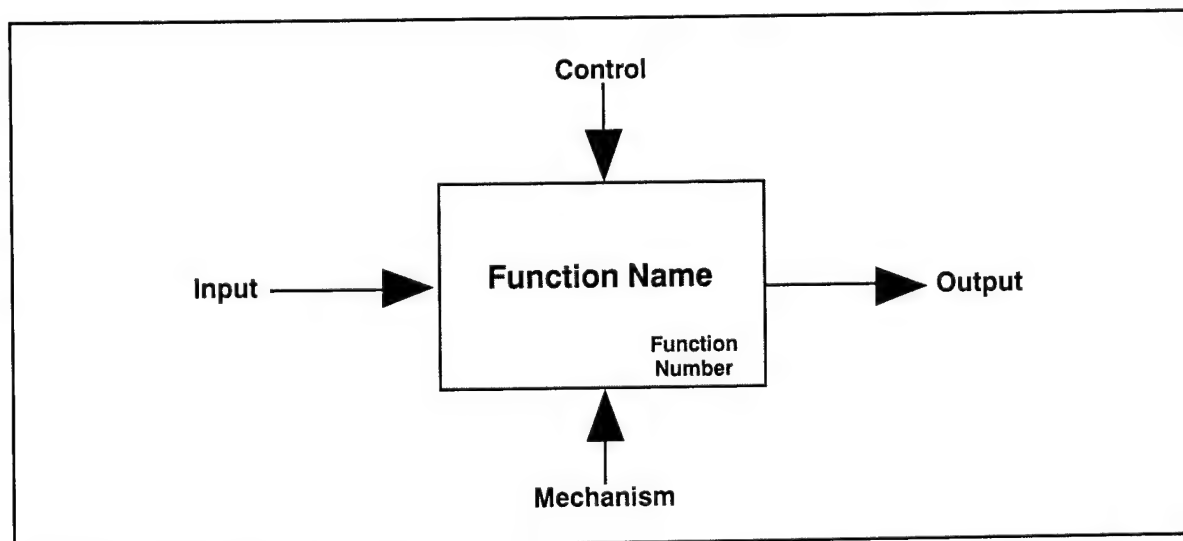 Control
Input
Function Name
Output
Function
Number
Mechanism